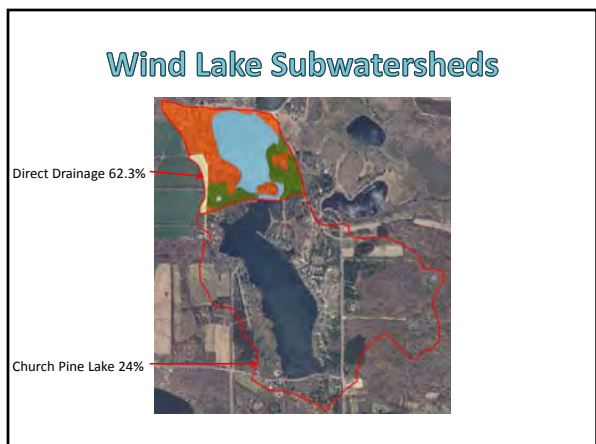 Wind Lake Subwatersheds
Direct Drainage 62.3%
Church Pine Lake 24%